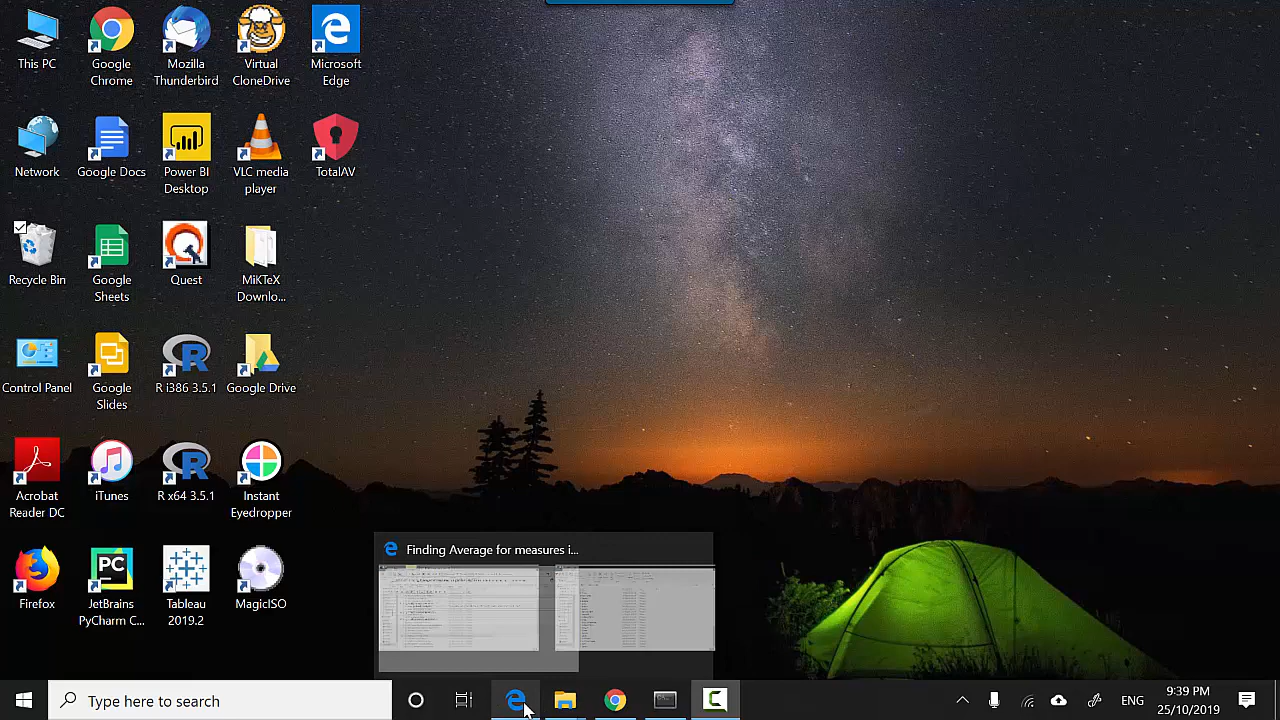 This PC
Google
Chrome
Mozilla
Thunderbird
Virtual
CloneDrive
Microsoft
Edge
Network
Google Docs
Power BI
Desktop
VLC media
player
TotalAV
Recycle Bin
Google
Sheets
Quest
MiKTeX
Downlo...
Control Panel
Google
Slides
R i386 3.5.1
Google Drive
Acrobat
Reader DC
iTunes
R x64 3.5.1
Instant
Eyedropper
Finding Average for measures i...
Firefox
PC
JetBrains
PyCharm C...
Tableau
2019.2
MagicISO
Type here to search
ENG
9:39 PM
25/10/2019